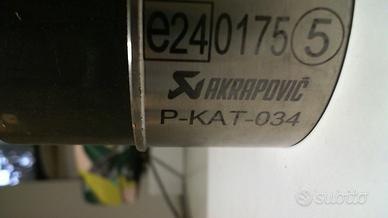 e24 0175 5
AKRAPOVIČ
P-KAT-034
subito